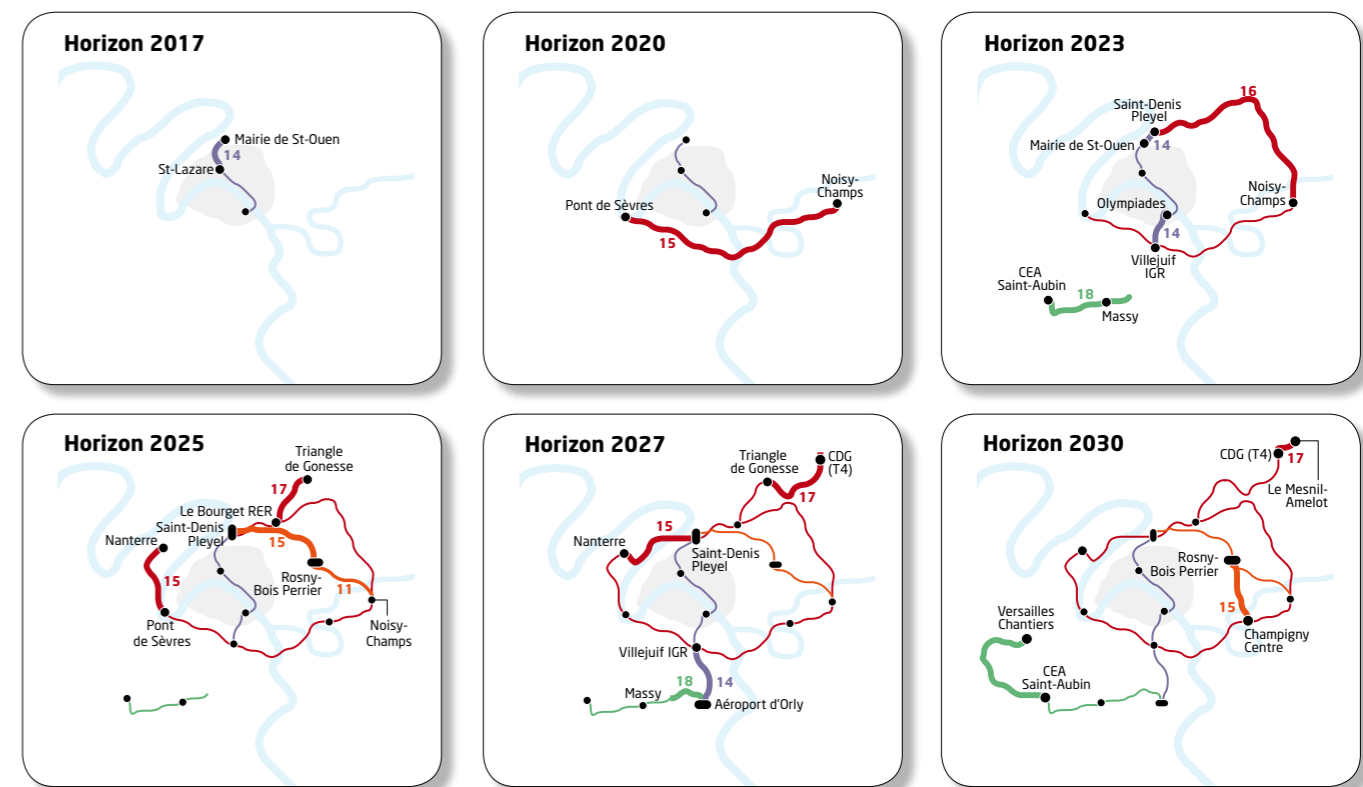 Horizon 2017
Mairie de St-Ouen
14
St-Lazare
Horizon 2020
Noisy-
Champs
Pont de Sèvres
15
Horizon 2023
16
Saint-Denis
Pleyel
Mairie de St-Ouen
14
Noisy-
Champs
Olympiades
14
Villejuif
IGR
CEA
Saint-Aubin
18
Massy
Horizon 2025
Triangle
de Gonesse
17
Le Bourget RER
Saint-Denis
Pleyel
Nanterre
15
15
Rosny-
Bois Perrier
11
Pont
de Sèvres
Noisy-
Champs
Horizon 2027
Triangle
de Gonesse
CDG
(T4)
17
15
Nanterre
Saint-Denis
Pleyel
Villejuif IGR
18
14
Massy
Aéroport d'Orly
Horizon 2030
CDG (T4)
17
Le Mesnil-
Amelot
Rosny-
Bois Perrier
15
Versailles
Chantiers
Champigny
Centre
CEA
Saint-Aubin